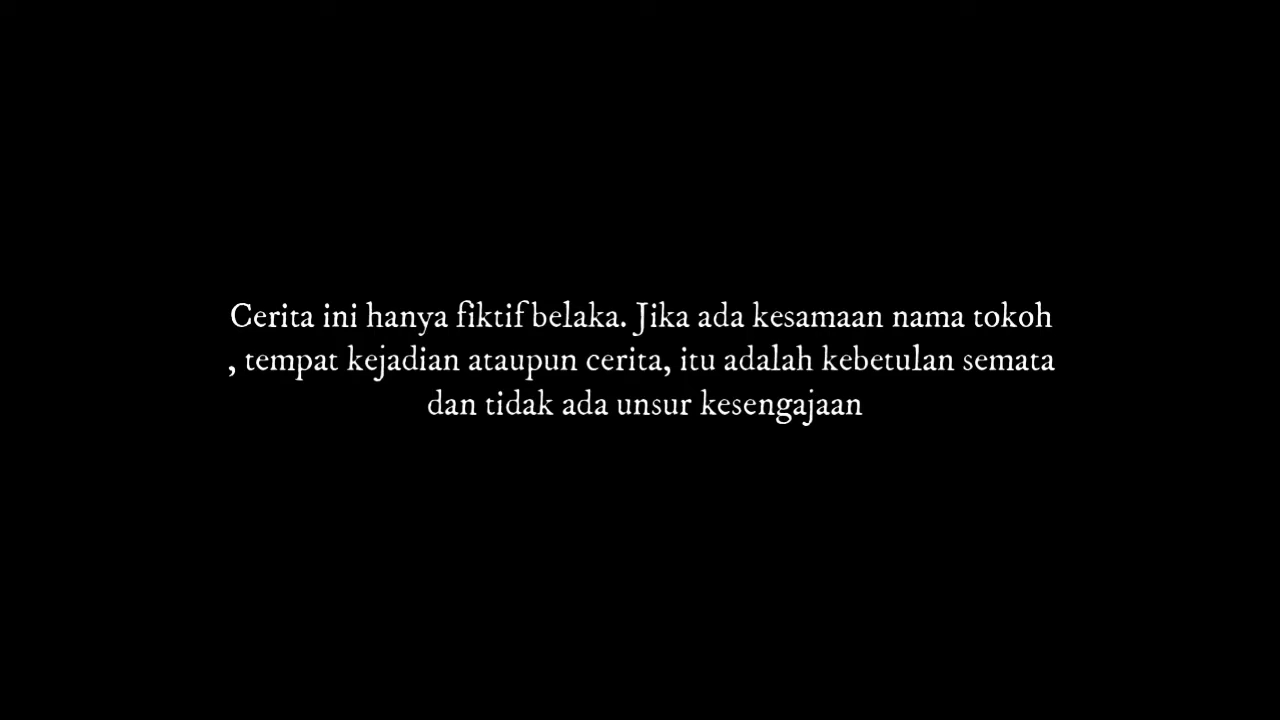 Cerita ini hanya fiktif belaka. Jika ada kesamaan nama tokoh
, tempat kejadian ataupun cerita, itu adalah kebetulan semata
dan tidak ada unsur kesengajaan